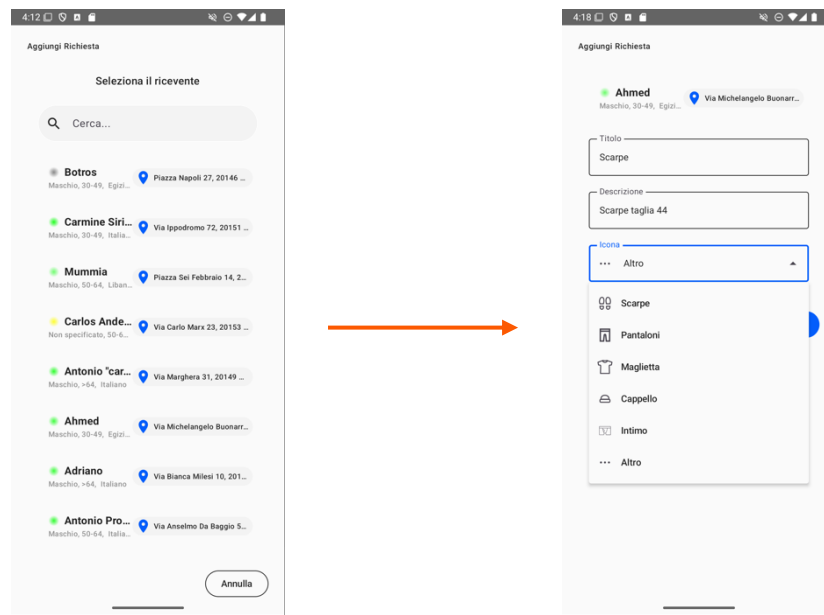 4:12
Aggiungi Richiesta
Seleziona il ricevente
Cerca...
Botros
Maschio, 30-49, Egizi...
Piazza Napoli 27, 20146 ...
Carmine Siri...
Maschio, 30-49, Italia...
Via Ippodromo 72, 20151 ...
Mummia
Maschio, 50-64, Liban...
Piazza Sei Febbraio 14, 2...
Carlos Ande...
Non specificato, 50-6...
Via Carlo Marx 23, 20153 ...
Antonio "car...
Maschio, >64, Italiano
Via Marghera 31, 20149 ...
Ahmed
Maschio, 30-49, Egizi...
Via Michelangelo Buonarr...
Adriano
Maschio, >64, Italiano
Via Bianca Milesi 10, 201...
Antonio Pro...
Maschio, 50-64, Italia...
Via Anselmo Da Baggio 5...
Annulla
4:18
Aggiungi Richiesta
Ahmed
Maschio, 30-49, Egizi...
Via Michelangelo Buonarr...
Titolo
Scarpe
Descrizione
Scarpe taglia 44
Icona
Altro
Scarpe
Pantaloni
Maglietta
Cappello
Intimo
Altro